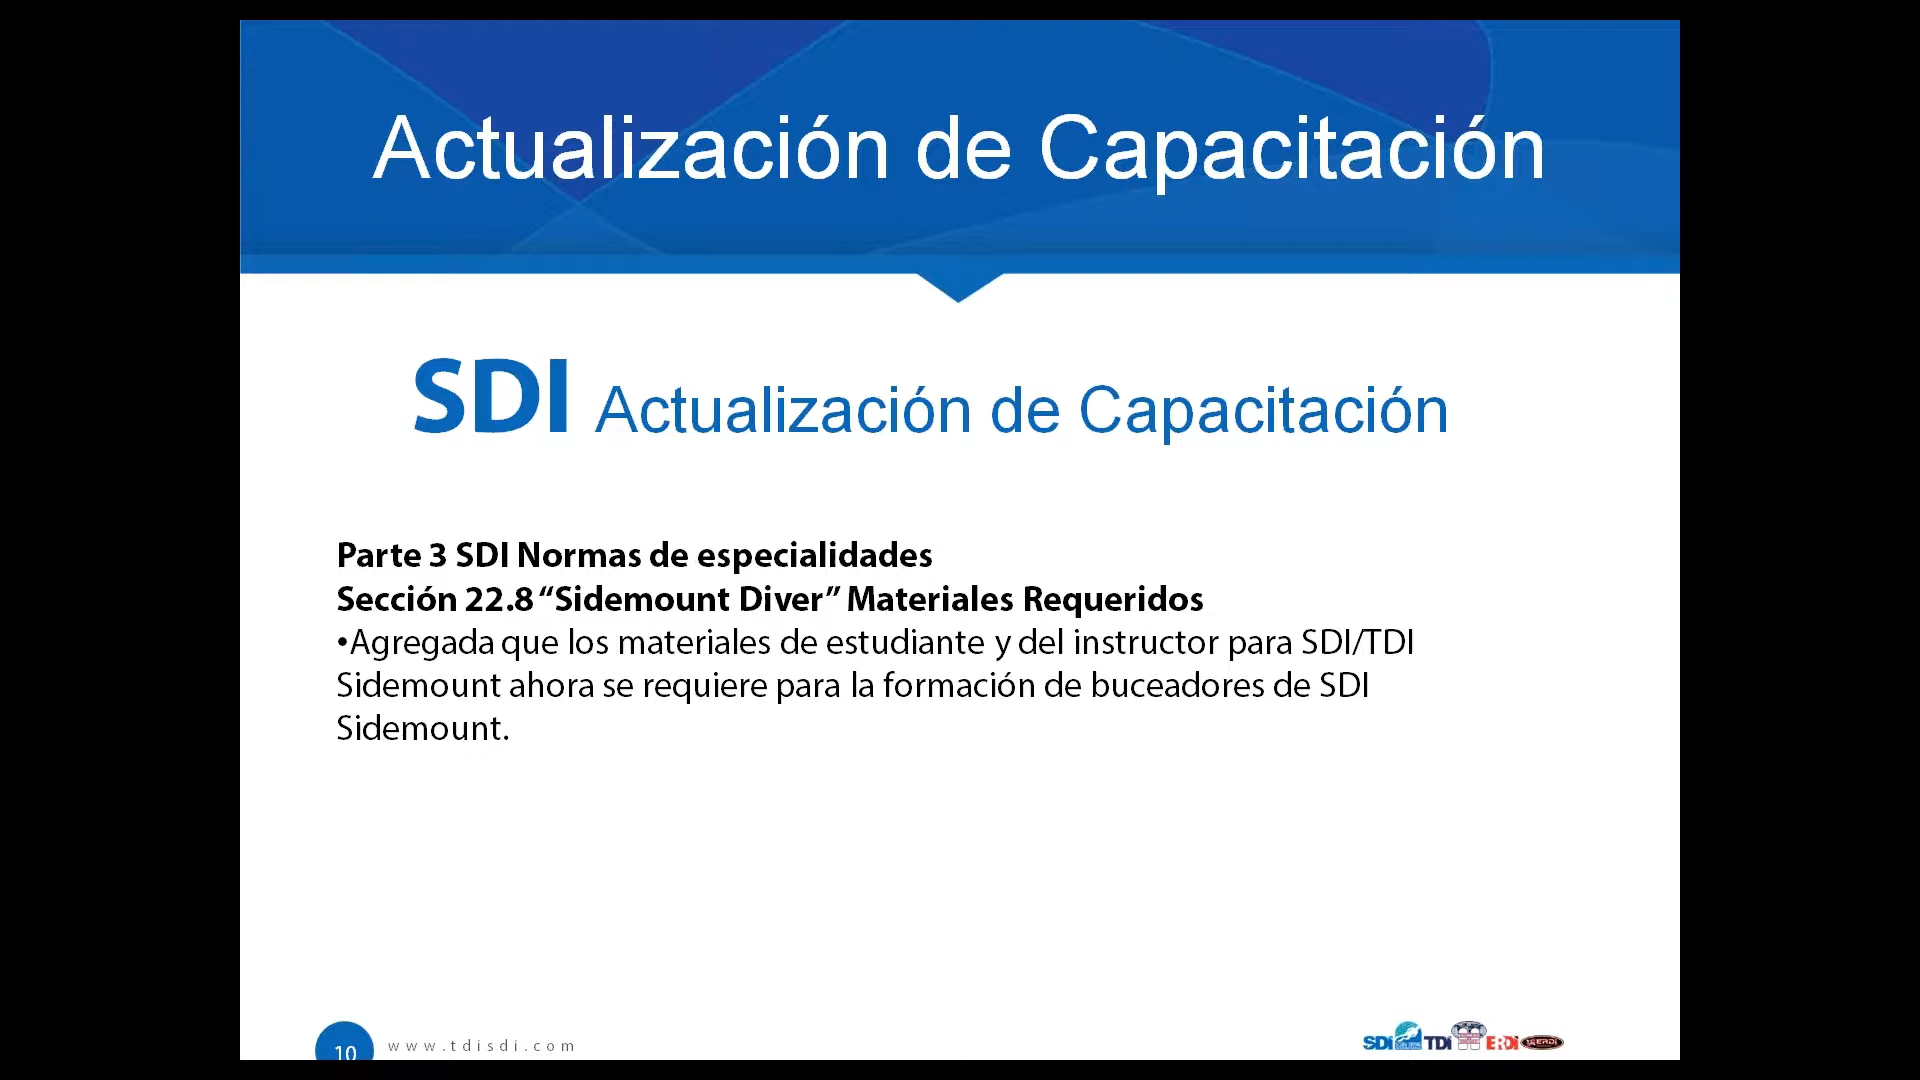 Actualización de Capacitación
SDI Actualización de Capacitación
Parte 3 SDI Normas de especialidades
Sección 22.8 “Sidemount Diver” Materiales Requeridos
•Agregada que los materiales de estudiante y del instructor para SDI/TDI
Sidemount ahora se requiere para la formación de buceadores de SDI
Sidemount.
10 www.tdisdi.com
SDI TDI ERDI